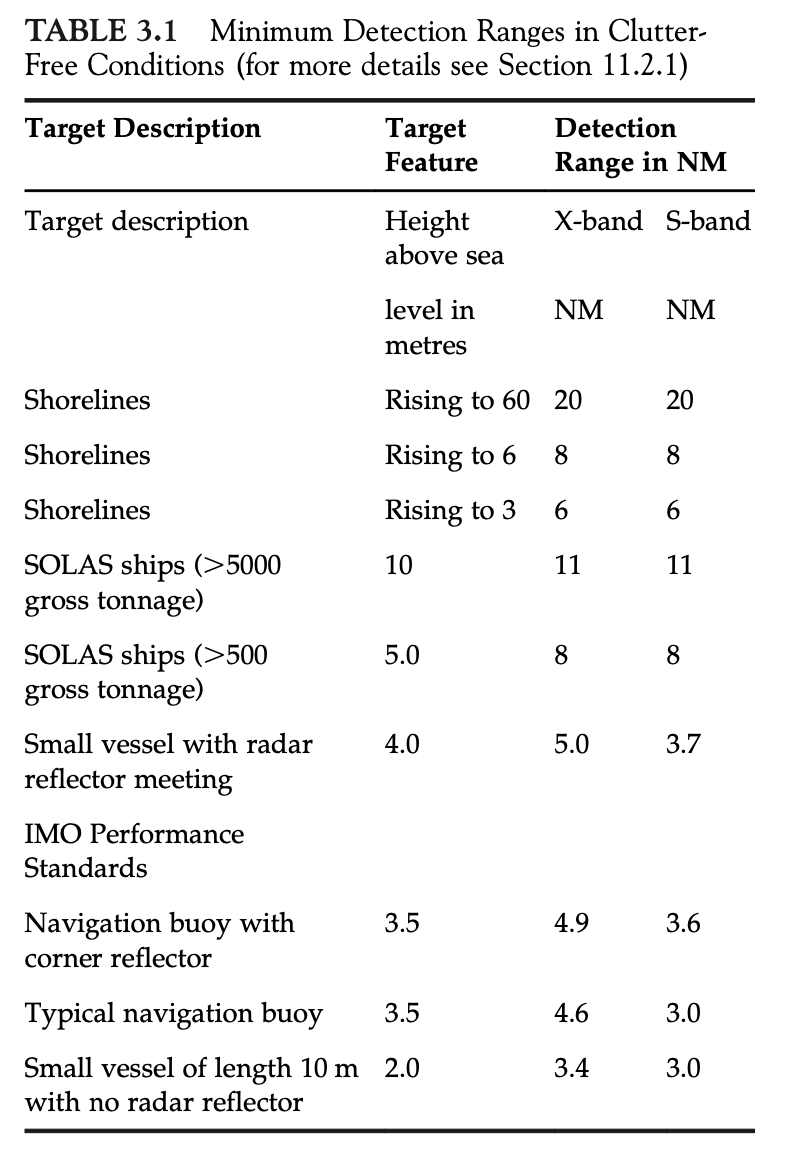 TABLE 3.1 Minimum Detection Ranges in Clutter-
Free Conditions (for more details see Section 11.2.1)
Target Description Target Feature Detection Range in NM
Target description Height above sea X-band S-band
level in metres NM NM
Shorelines Rising to 60 20 20
Shorelines Rising to 6 8 8
Shorelines Rising to 3 6 6
SOLAS ships (>5000 10 11 11
gross tonnage)
SOLAS ships (>500 5.0 8 8
gross tonnage)
Small vessel with radar 4.0 5.0 3.7
reflector meeting
IMO Performance
Standards
Navigation buoy with 3.5 4.9 3.6
corner reflector
Typical navigation buoy 3.5 4.6 3.0
Small vessel of length 10 m 2.0 3.4 3.0
with no radar reflector